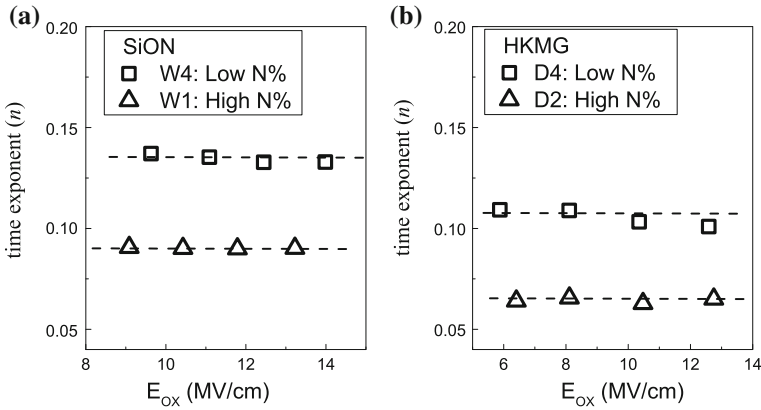 (a)
SiON
W4: Low N%
W1: High N%
time exponent (n)
0.20
0.15
0.10
0.05
8 10 12 14
EOX (MV/cm)
(b)
HKMG
D4: Low N%
D2: High N%
time exponent (n)
0.20
0.15
0.10
0.05
6 8 10 12 14
EOX (MV/cm)